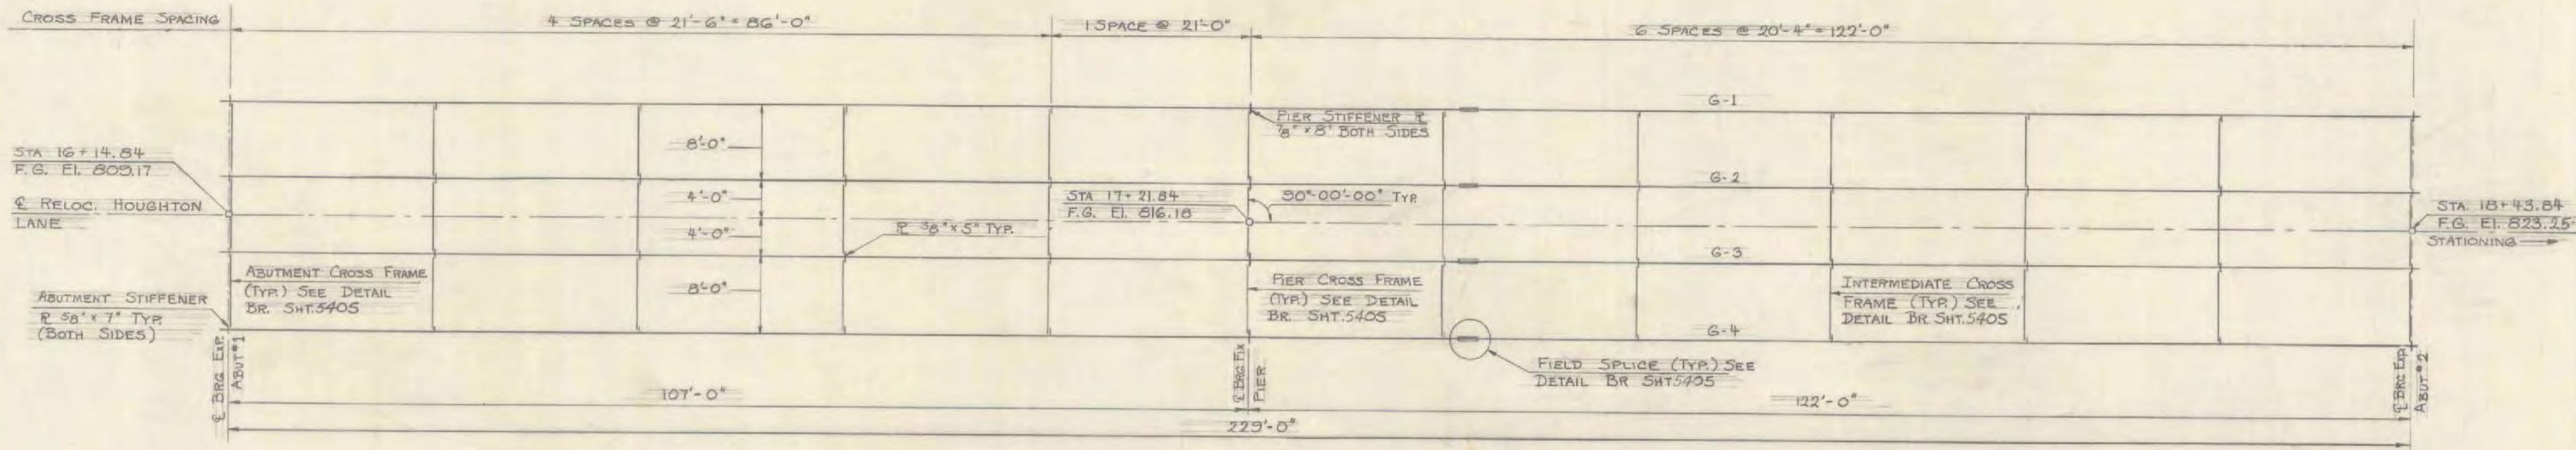 CROSS FRAME SPACING
4 SPACES @ 21'-6" = 86'-0"
1 SPACE @ 21'-0"
6 SPACES @ 20'-4" = 122'-0"
G-1
PIER STIFFENER ℞
7/8" x 8" BOTH SIDES
8'-0"
STA 16 + 14.84
F.G. El. 809.17
G-2
4'-0"
STA 17+ 21.84
F.G. El. 816.18
90°-00'-00" TYP.
℄ RELOC. HOUGHTON
LANE
STA. 18+43.84
F.G. El. 823.25
STATIONING
4'-0"
℞ 3/8" x 5" TYP.
G-3
ABUTMENT CROSS FRAME
(TYP.) SEE DETAIL
BR. SHT. 5405
8'-0"
PIER CROSS FRAME
(TYP.) SEE DETAIL
BR. SHT. 5405
INTERMEDIATE CROSS
FRAME (TYP.) SEE
DETAIL BR. SHT. 5405
ABUTMENT STIFFENER
℞ 5/8" x 7" TYP.
(BOTH SIDES)
G-4
FIELD SPLICE (TYP.) SEE
DETAIL BR SHT 5405
℄ BRG EXP.
ABUT #1
℄ BRG FIX
PIER
℄ BRG EXP
ABUT #2
107'-0"
122'-0"
229'-0"